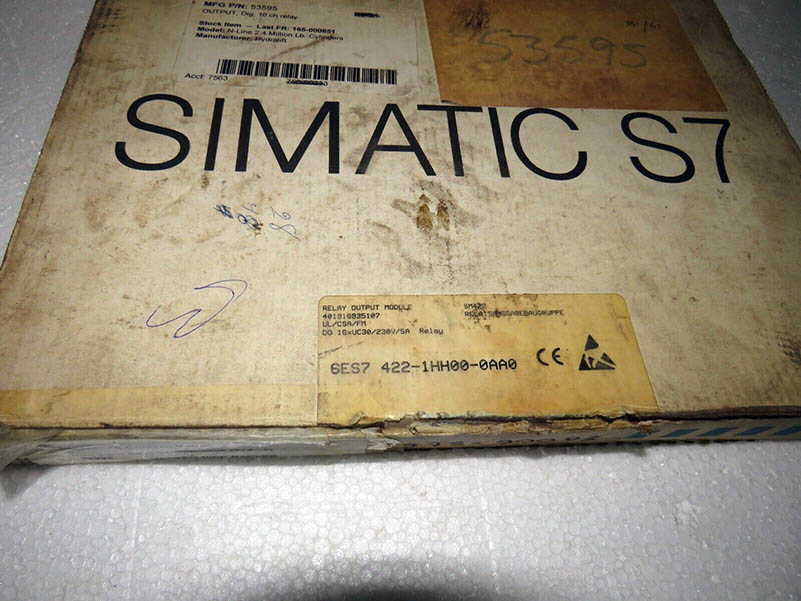 MFG P/N: 53595
OUTPUT, Dig. 16 ch relay
Stock Item - Last FR: 165-000851
Model: N-Line 2.4 Million Lb. Cylinders
Manufacturer: Hydralift
Acct: 7563
53595
SIMATIC S7
RELAY OUTPUT MODULE
SM422
RELAISAUSGABEBAUGRUPPE
UL/CSA/FM
DO 16xUC30/230V/5A Relay
6ES7 422-1HH00-0AA0
CE